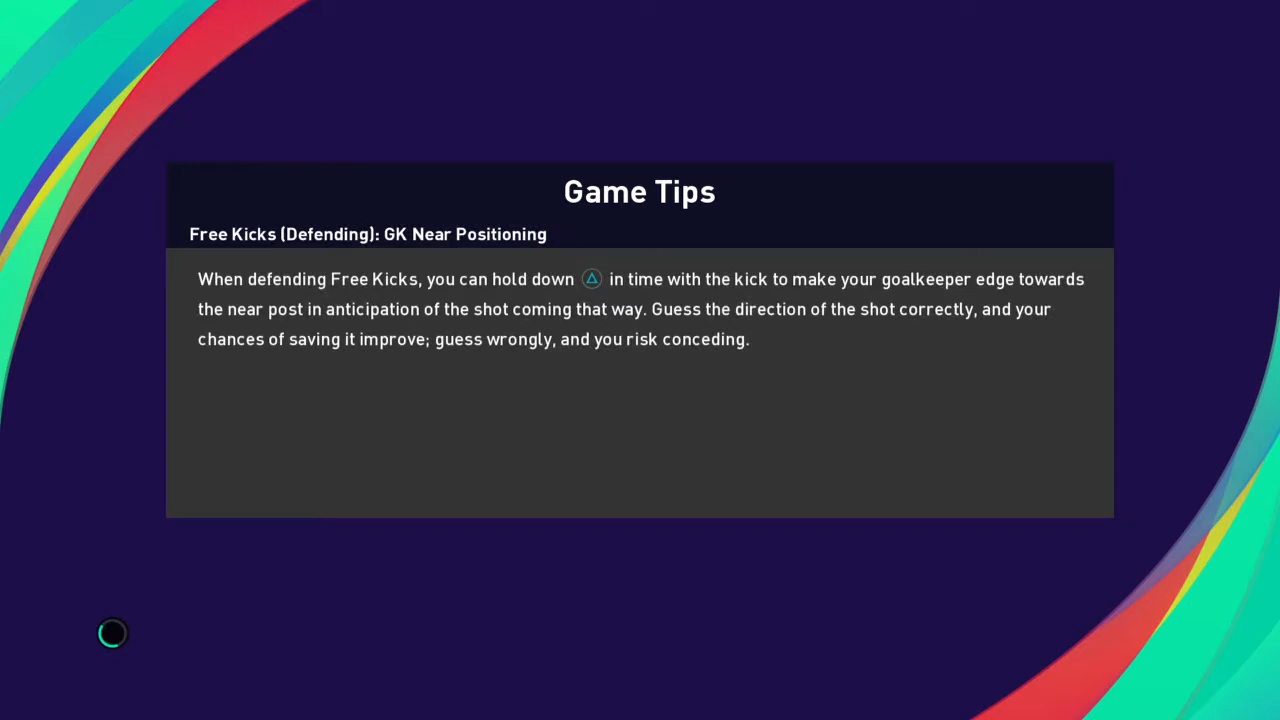 Game Tips
Free Kicks (Defending): GK Near Positioning
When defending Free Kicks, you can hold down △ in time with the kick to make your goalkeeper edge towards
the near post in anticipation of the shot coming that way. Guess the direction of the shot correctly, and your
chances of saving it improve; guess wrongly, and you risk conceding.